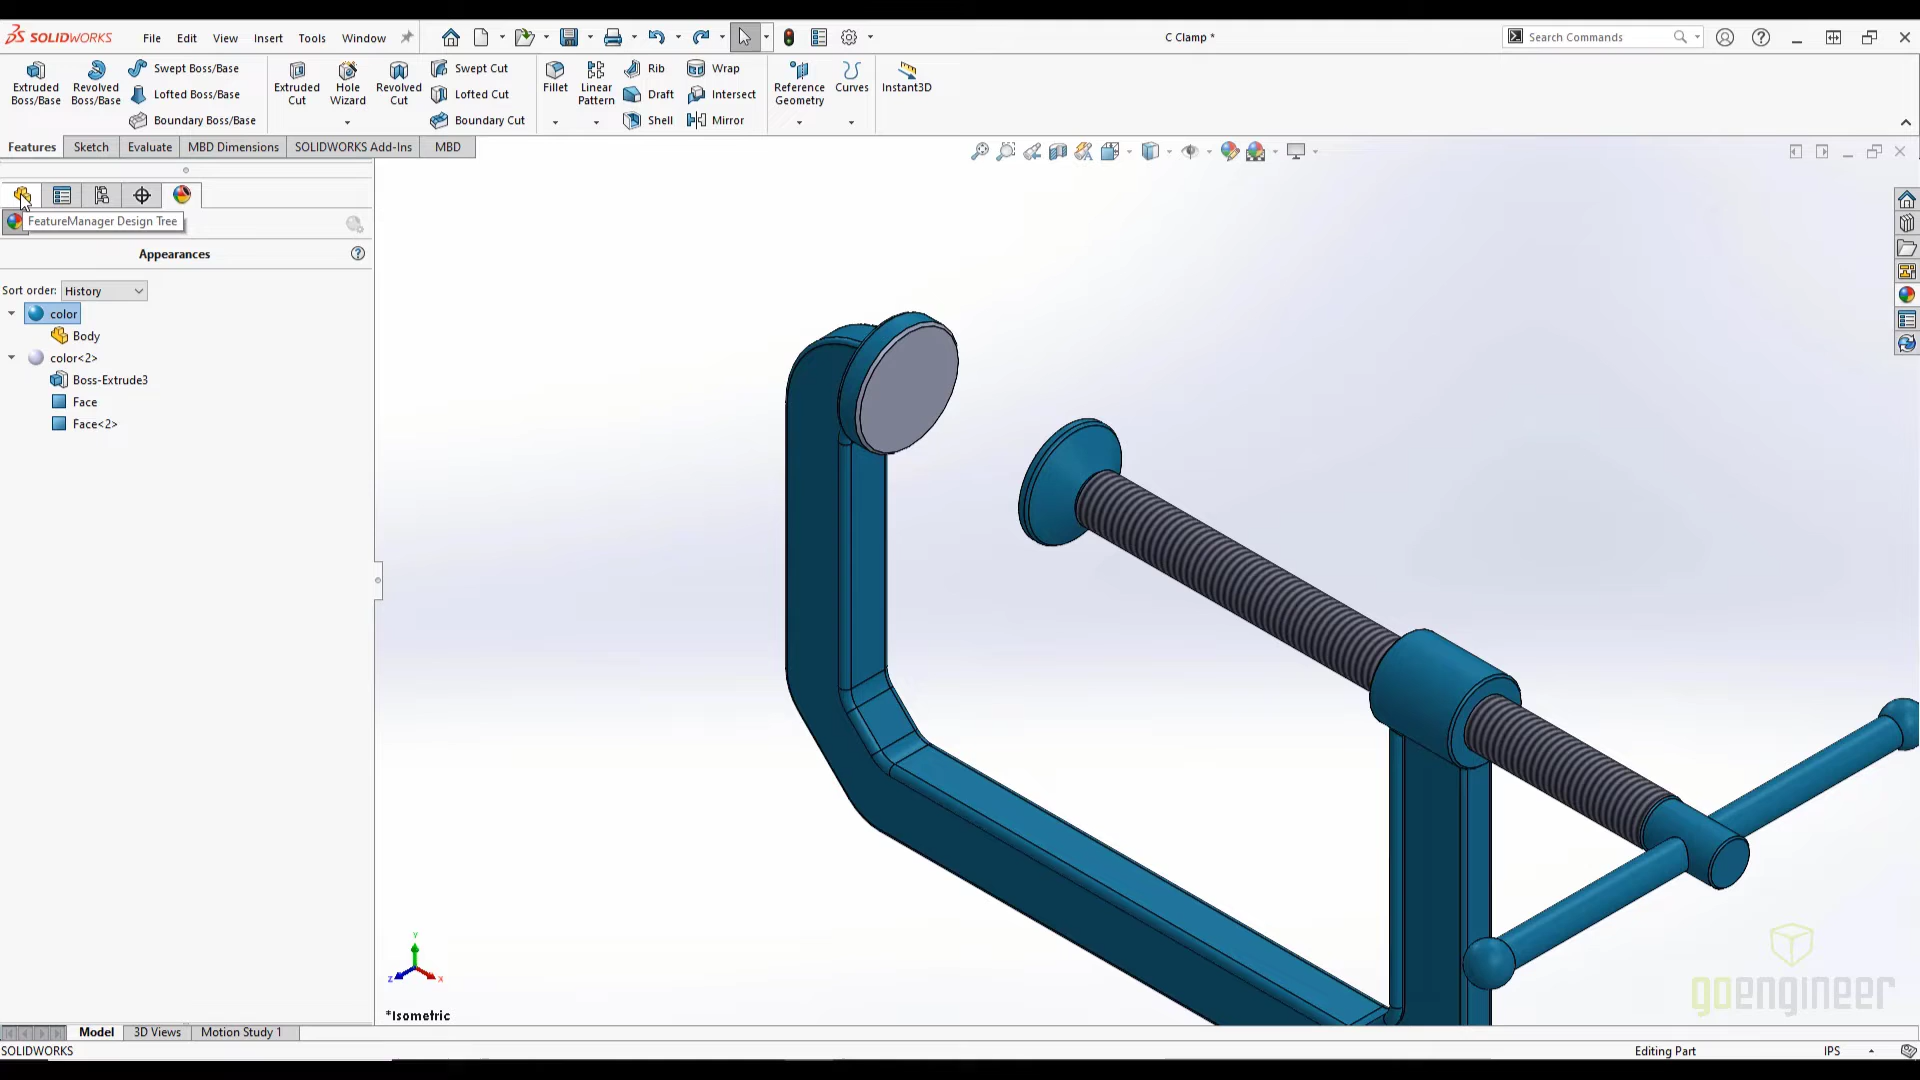 SOLIDWORKS File Edit View Insert Tools Window C Clamp * Search Commands
Extruded Boss/Base
Revolved Boss/Base
Swept Boss/Base
Lofted Boss/Base
Boundary Boss/Base
Extruded Cut
Hole Wizard
Revolved Cut
Swept Cut
Lofted Cut
Boundary Cut
Fillet
Linear Pattern
Rib
Draft
Shell
Wrap
Intersect
Mirror
Reference Geometry
Curves
Instant3D
Features Sketch Evaluate MBD Dimensions SOLIDWORKS Add-Ins MBD
FeatureManager Design Tree
Appearances
Sort order: History
color
Body
color<2>
Boss-Extrude3
Face
Face<2>
Y
Z X
*Isometric
goengineer
Model 3D Views Motion Study 1
SOLIDWORKS Editing Part IPS